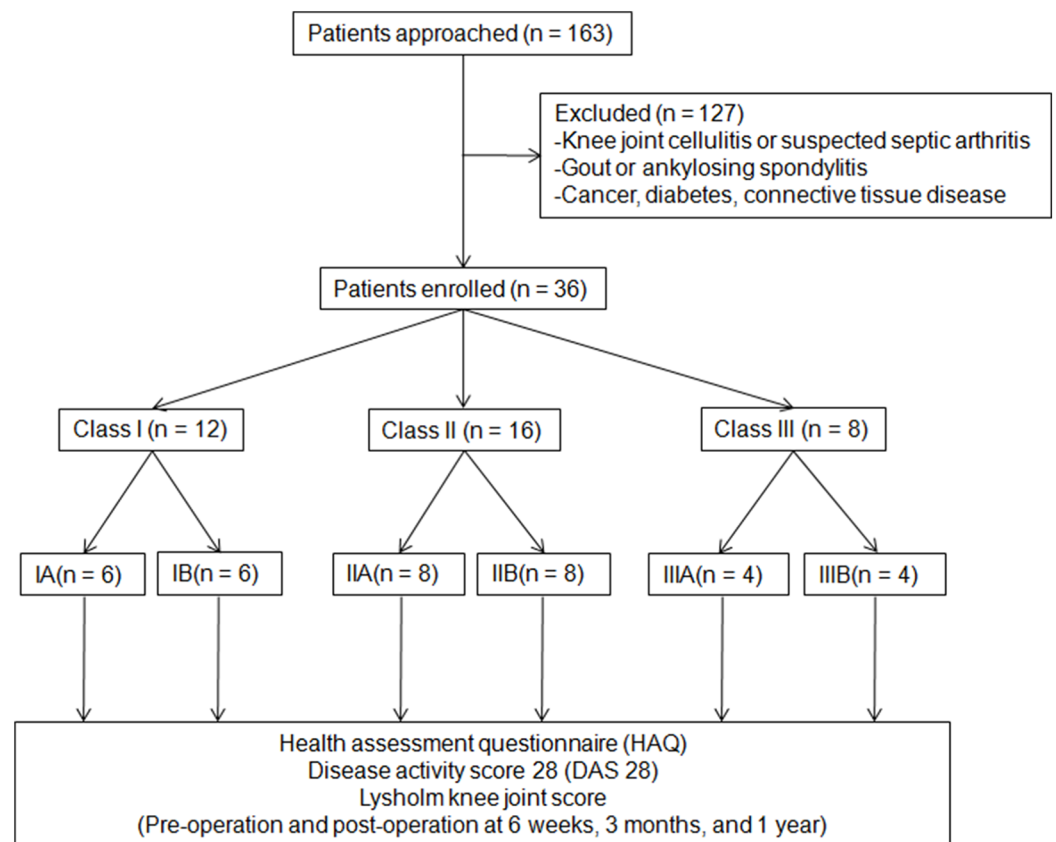 Patients approached (n = 163)
Excluded (n = 127)
-Knee joint cellulitis or suspected septic arthritis
-Gout or ankylosing spondylitis
-Cancer, diabetes, connective tissue disease
Patients enrolled (n = 36)
Class I (n = 12)
Class II (n = 16)
Class III (n = 8)
IA(n = 6)
IB(n = 6)
IIA(n = 8)
IIB(n = 8)
IIIA(n = 4)
IIIB(n = 4)
Health assessment questionnaire (HAQ)
Disease activity score 28 (DAS 28)
Lysholm knee joint score
(Pre-operation and post-operation at 6 weeks, 3 months, and 1 year)